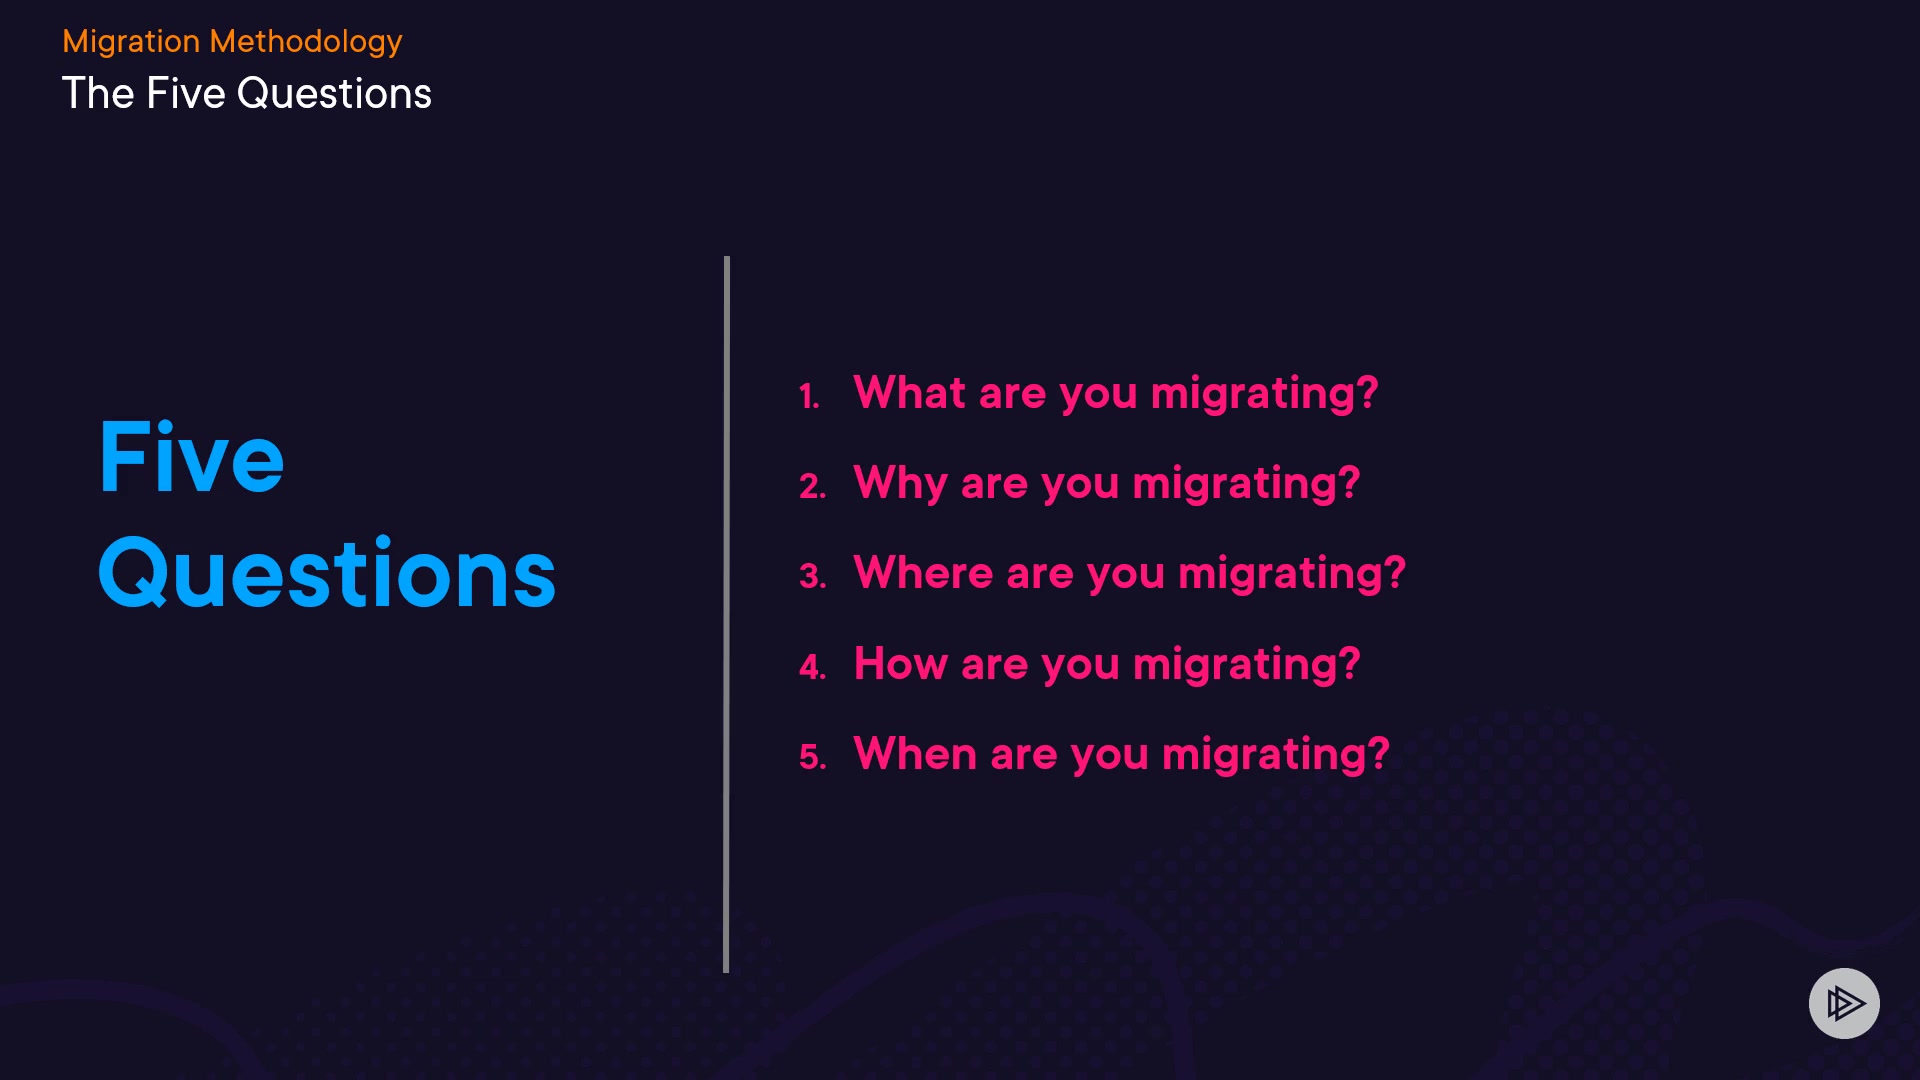 Migration Methodology
The Five Questions
Five
Questions
1. What are you migrating?
2. Why are you migrating?
3. Where are you migrating?
4. How are you migrating?
5. When are you migrating?